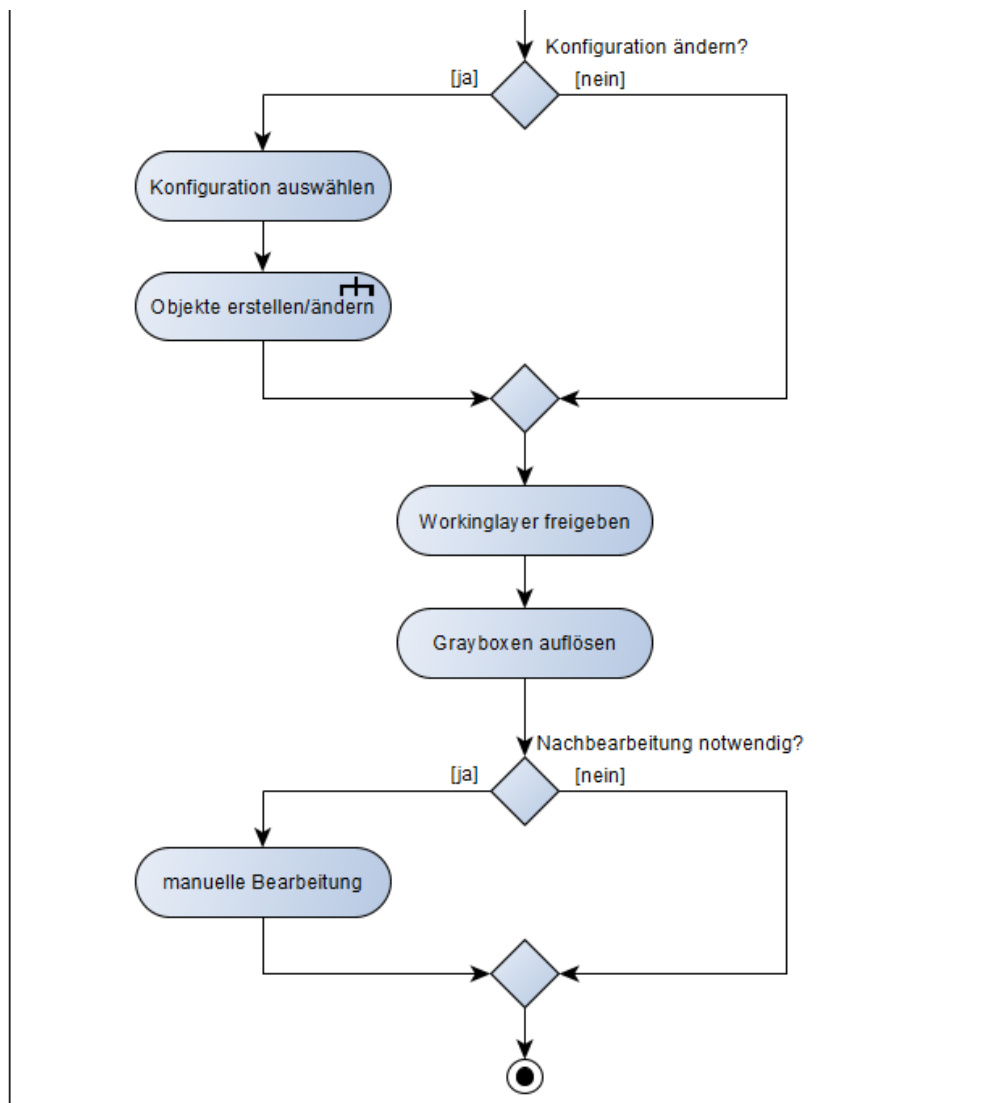 Konfiguration ändern?
[ja]
[nein]
Konfiguration auswählen
Objekte erstellen/ändern
Workinglayer freigeben
Grayboxen auflösen
Nachbearbeitung notwendig?
[ja]
[nein]
manuelle Bearbeitung